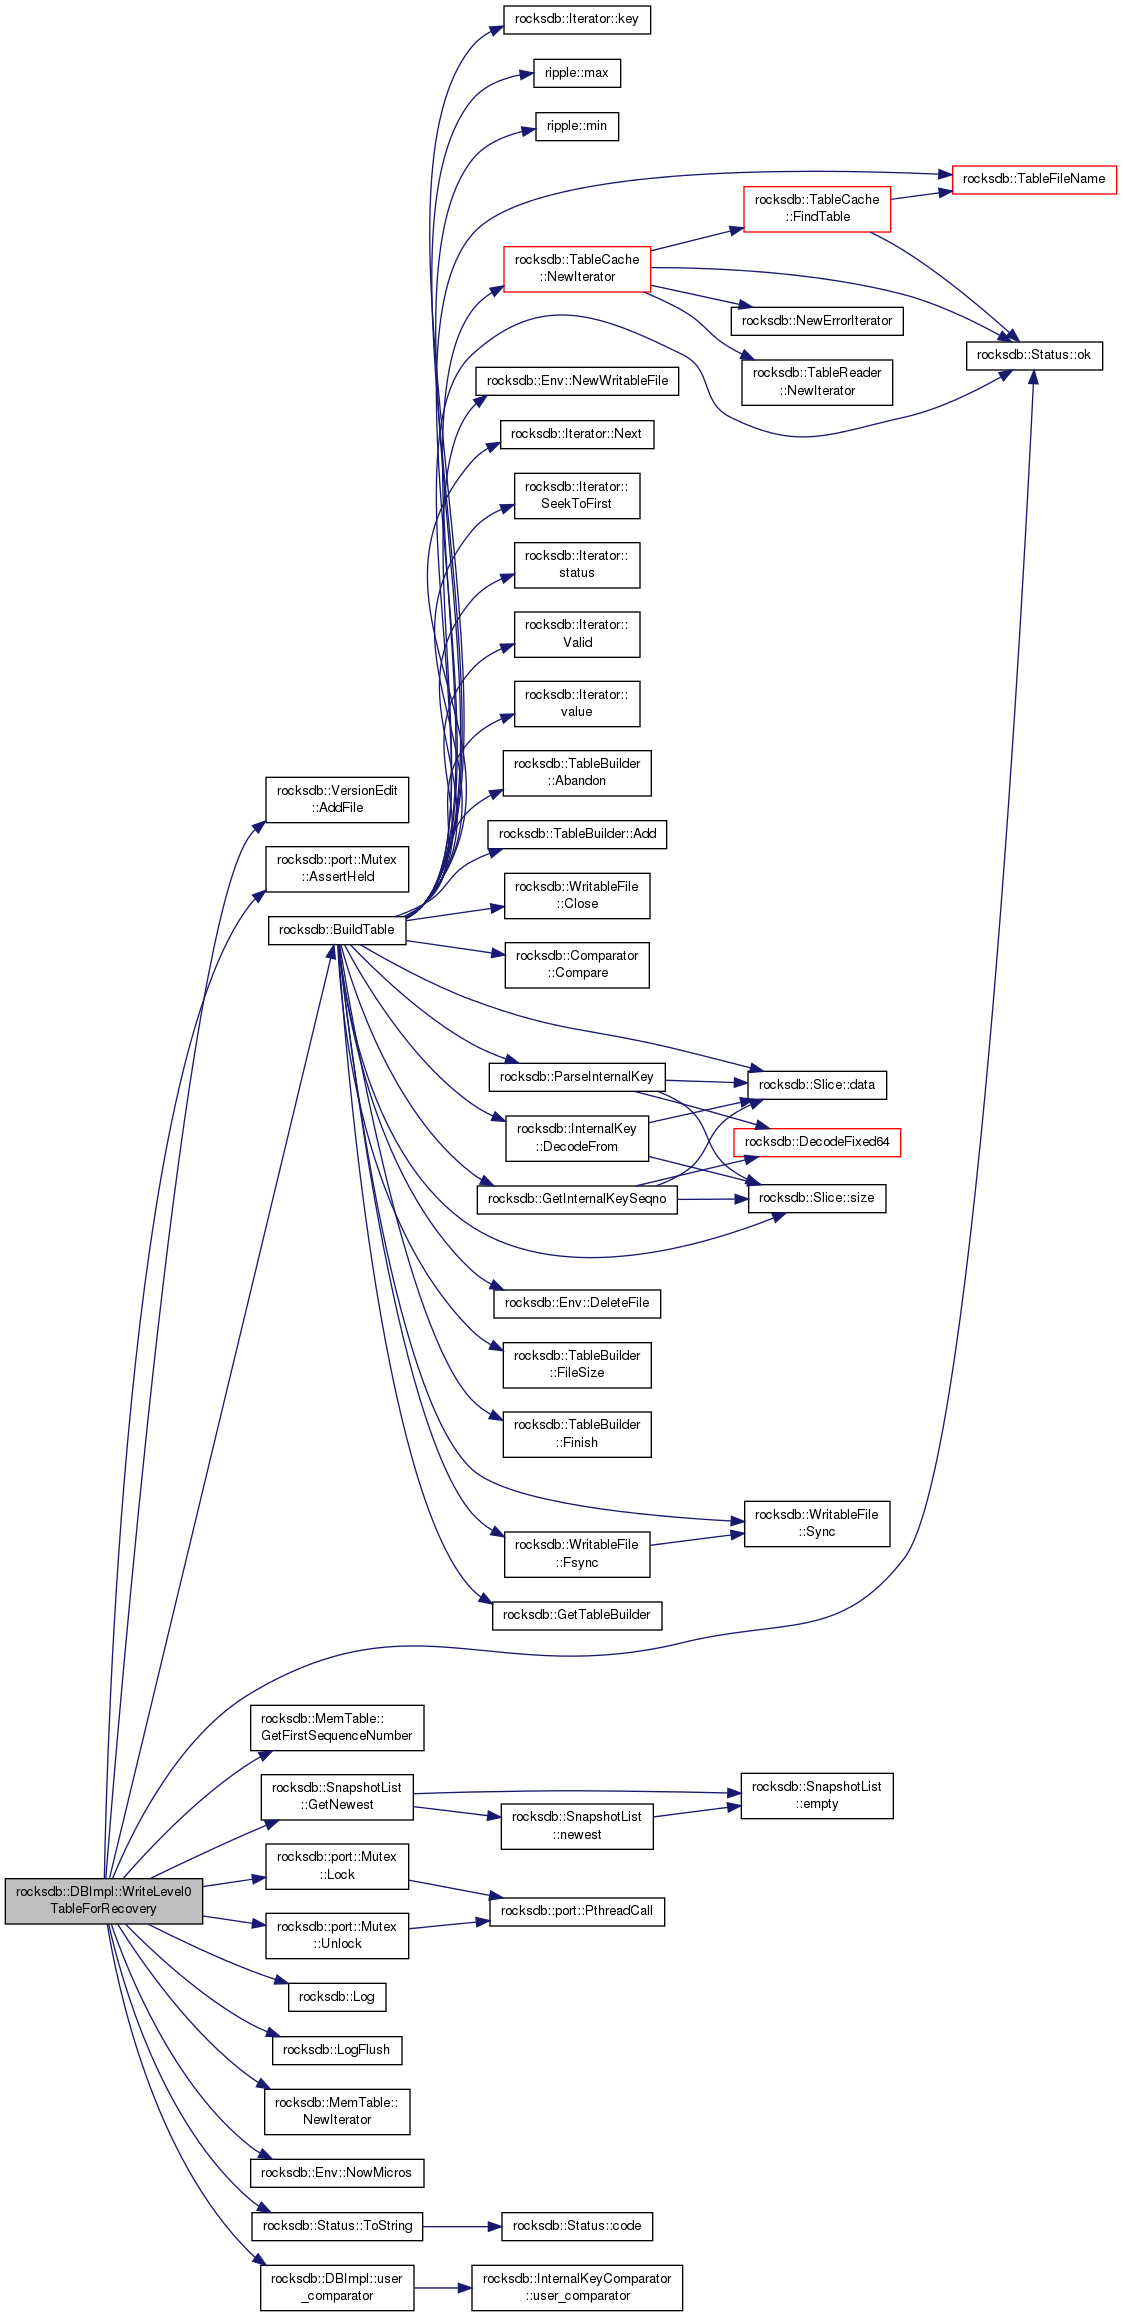 rocksdb::Iterator::key
ripple::max
ripple::min
rocksdb::TableFileName
rocksdb::TableCache
::FindTable
rocksdb::TableCache
::NewIterator
rocksdb::NewErrorIterator
rocksdb::Status::ok
rocksdb::TableReader
::NewIterator
rocksdb::Env::NewWritableFile
rocksdb::Iterator::Next
rocksdb::Iterator::
SeekToFirst
rocksdb::Iterator::
status
rocksdb::Iterator::
Valid
rocksdb::Iterator::
value
rocksdb::TableBuilder
::Abandon
rocksdb::VersionEdit
::AddFile
rocksdb::TableBuilder::Add
rocksdb::port::Mutex
::AssertHeld
rocksdb::WritableFile
::Close
rocksdb::BuildTable
rocksdb::Comparator
::Compare
rocksdb::ParseInternalKey
rocksdb::Slice::data
rocksdb::InternalKey
::DecodeFrom
rocksdb::DecodeFixed64
rocksdb::GetInternalKeySeqno
rocksdb::Slice::size
rocksdb::Env::DeleteFile
rocksdb::TableBuilder
::FileSize
rocksdb::TableBuilder
::Finish
rocksdb::WritableFile
::Sync
rocksdb::WritableFile
::Fsync
rocksdb::GetTableBuilder
rocksdb::MemTable::
GetFirstSequenceNumber
rocksdb::SnapshotList
::GetNewest
rocksdb::SnapshotList
::empty
rocksdb::SnapshotList
::newest
rocksdb::port::Mutex
::Lock
rocksdb::DBImpl::WriteLevel0
TableForRecovery
rocksdb::port::PthreadCall
rocksdb::port::Mutex
::Unlock
rocksdb::Log
rocksdb::LogFlush
rocksdb::MemTable::
NewIterator
rocksdb::Env::NowMicros
rocksdb::Status::ToString
rocksdb::Status::code
rocksdb::DBImpl::user
_comparator
rocksdb::InternalKeyComparator
::user_comparator